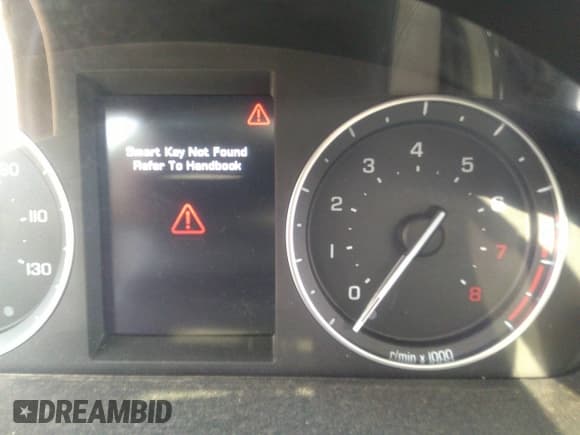 Smart Key Not Found
Refer To Handbook
110
130
0
1
2
3
4
5
6
7
8
r/min x 1000
DREAMBID